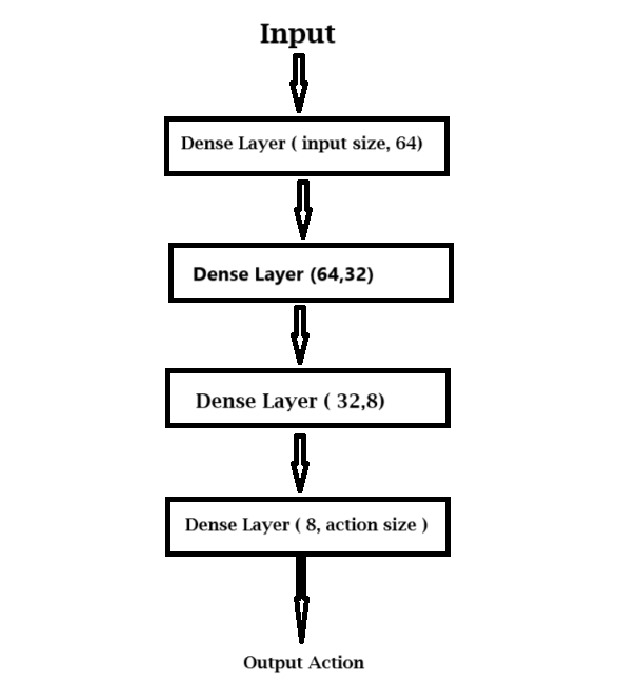 Input
Dense Layer ( input size, 64)
Dense Layer (64,32)
Dense Layer ( 32,8)
Dense Layer ( 8, action size )
Output Action